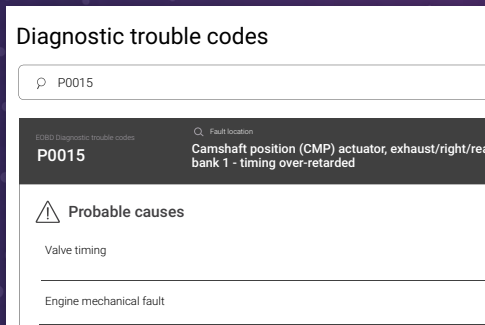 Diagnostic trouble codes
P0015
EOBD Diagnostic trouble codes
P0015
Fault location
Camshaft position (CMP) actuator, exhaust/right/rea
bank 1 - timing over-retarded
Probable causes
Valve timing
Engine mechanical fault